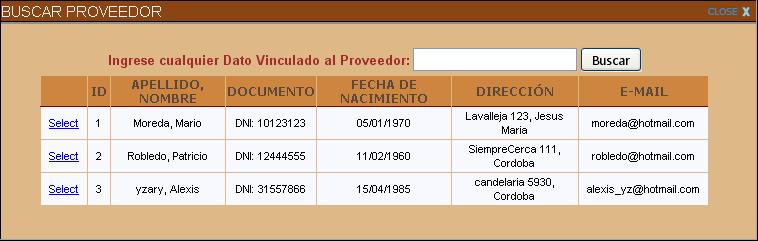 BUSCAR PROVEEDOR CLOSE X
Ingrese cualquier Dato Vinculado al Proveedor: Buscar
ID APELLIDO, NOMBRE DOCUMENTO FECHA DE NACIMIENTO DIRECCIÓN E-MAIL
Select 1 Moreda, Mario DNI: 10123123 05/01/1970 Lavalleja 123, Jesus Maria moreda@hotmail.com
Select 2 Robledo, Patricio DNI: 12444555 11/02/1960 SiempreCerca 111, Cordoba robledo@hotmail.com
Select 3 yzary, Alexis DNI: 31557866 15/04/1985 candelaria 5930, Cordoba alexis_yz@hotmail.com